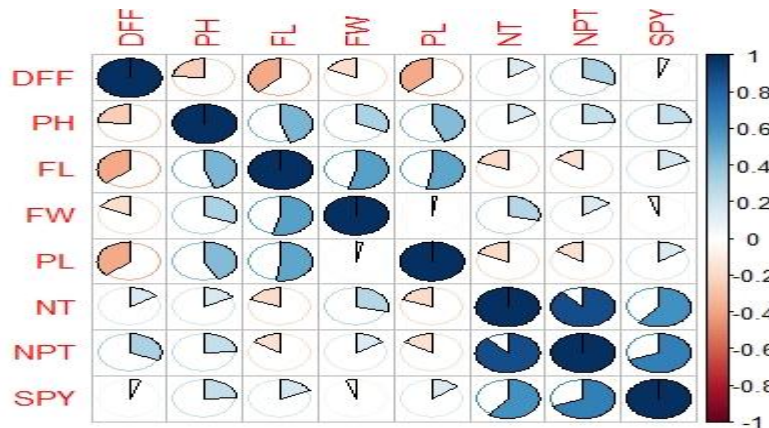 DFF PH FL FW PL NT NPT SPY
DFF
PH
FL
FW
PL
NT
NPT
SPY
1
0.8
0.6
0.4
0.2
0
-0.2
-0.4
-0.6
-0.8
-1